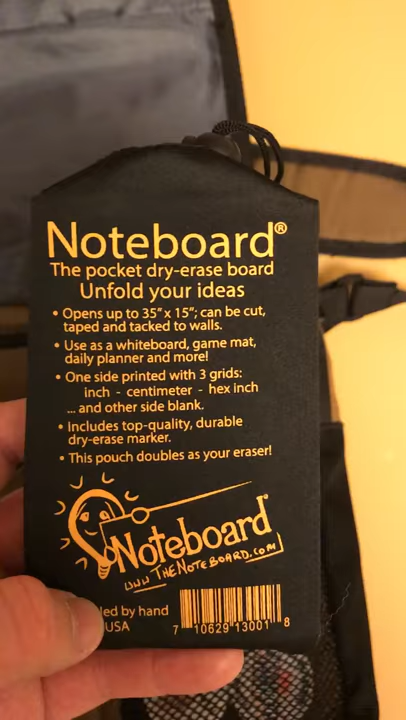 Noteboard®
The pocket dry-erase board
Unfold your ideas
• Opens up to 35" x 15"; can be cut,
taped and tacked to walls.
• Use as a whiteboard, game mat,
daily planner and more!
• One side printed with 3 grids:
inch - centimeter - hex inch
... and other side blank.
• Includes top-quality, durable
dry-erase marker.
• This pouch doubles as your eraser!
Noteboard®
WWW.THENOTEBOARD.COM
by hand
USA
7 10629 13001 8